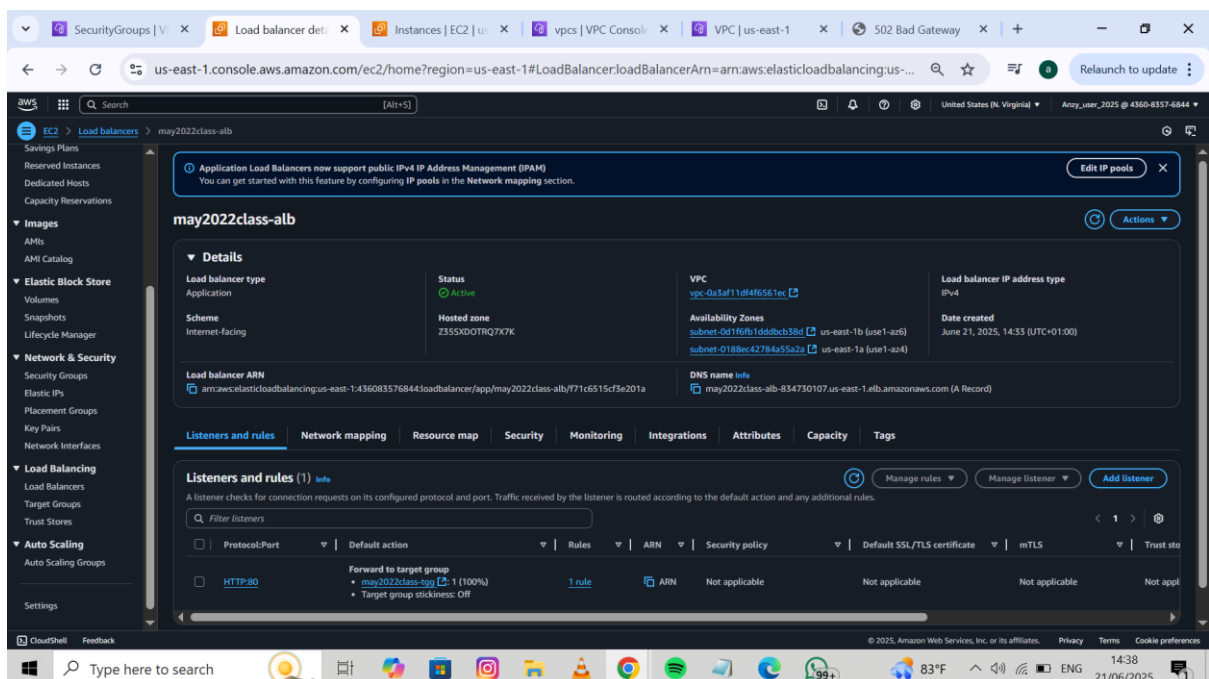 SecurityGroups | V
Load balancer deta
Instances | EC2 | us
vpcs | VPC Console
VPC | us-east-1
502 Bad Gateway
us-east-1.console.aws.amazon.com/ec2/home?region=us-east-1#LoadBalancer:loadBalancerArn=arn:aws:elasticloadbalancing:us-...
a
Relaunch to update
aws
Search
[Alt+S]
United States (N. Virginia)
Anzy_user_2025 @ 4360-8357-6844
EC2 > Load balancers > may2022class-alb
Savings Plans
Reserved Instances
Dedicated Hosts
Capacity Reservations
Images
AMIs
AMI Catalog
Elastic Block Store
Volumes
Snapshots
Lifecycle Manager
Network & Security
Security Groups
Elastic IPs
Placement Groups
Key Pairs
Network Interfaces
Load Balancing
Load Balancers
Target Groups
Trust Stores
Auto Scaling
Auto Scaling Groups
Settings
Application Load Balancers now support public IPv4 IP Address Management (IPAM)
You can get started with this feature by configuring IP pools in the Network mapping section.
Edit IP pools
may2022class-alb
Actions
Details
Load balancer type
Application
Status
Active
VPC
vpc-0a3af11df4f6561ec
Load balancer IP address type
IPv4
Scheme
Internet-facing
Hosted zone
Z35SXDOTRQ7X7K
Availability Zones
subnet-0d1f6fb1dddbcb38d us-east-1b (use1-az6)
subnet-0188ec42784a55a2a us-east-1a (use1-az4)
Date created
June 21, 2025, 14:33 (UTC+01:00)
Load balancer ARN
arn:aws:elasticloadbalancing:us-east-1:436083576844:loadbalancer/app/may2022class-alb/f71c6515cf3e201a
DNS name Info
may2022class-alb-834730107.us-east-1.elb.amazonaws.com (A Record)
Listeners and rules
Network mapping
Resource map
Security
Monitoring
Integrations
Attributes
Capacity
Tags
Listeners and rules (1) Info
Manage rules
Manage listener
Add listener
A listener checks for connection requests on its configured protocol and port. Traffic received by the listener is routed according to the default action and any additional rules.
Filter listeners
1
Protocol:Port
Default action
Rules
ARN
Security policy
Default SSL/TLS certificate
mTLS
Trust sto
HTTP:80
Forward to target group
may2022class-tgg : 1 (100%)
Target group stickiness: Off
1 rule
ARN
Not applicable
Not applicable
Not applicable
Not appl
CloudShell
Feedback
© 2025, Amazon Web Services, Inc. or its affiliates.
Privacy
Terms
Cookie preferences
Type here to search
99+
83°F
ENG
14:38
21/06/2025
1